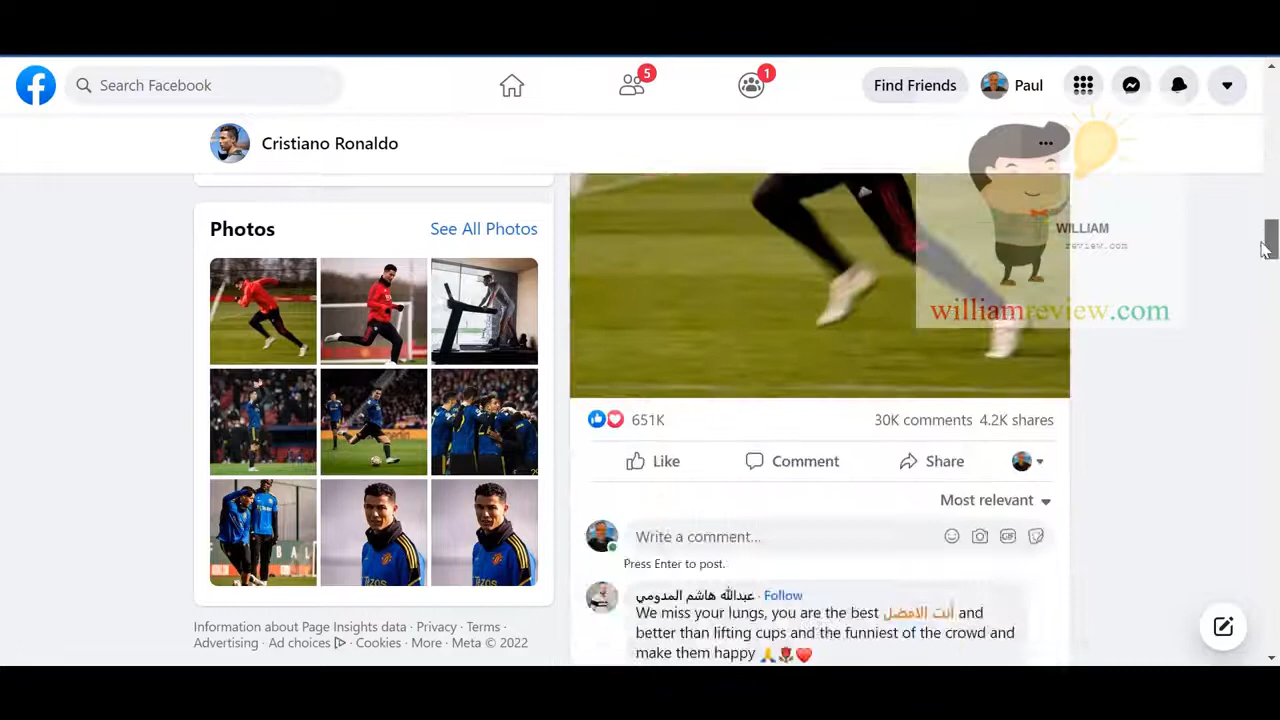 Search Facebook
5
1
Find Friends
Paul
Cristiano Ronaldo
WILLIAM
review.com
williamreview.com
Photos
See All Photos
651K
30K comments 4.2K shares
Like
Comment
Share
Most relevant
Write a comment...
GIF
Press Enter to post.
عبدالله هاشم المدومي · Follow
We miss your lungs, you are the best أنت الافضل and
better than lifting cups and the funniest of the crowd and
make them happy 🙏🌹❤️
Information about Page Insights data · Privacy · Terms ·
Advertising · Ad choices · Cookies · More · Meta © 2022